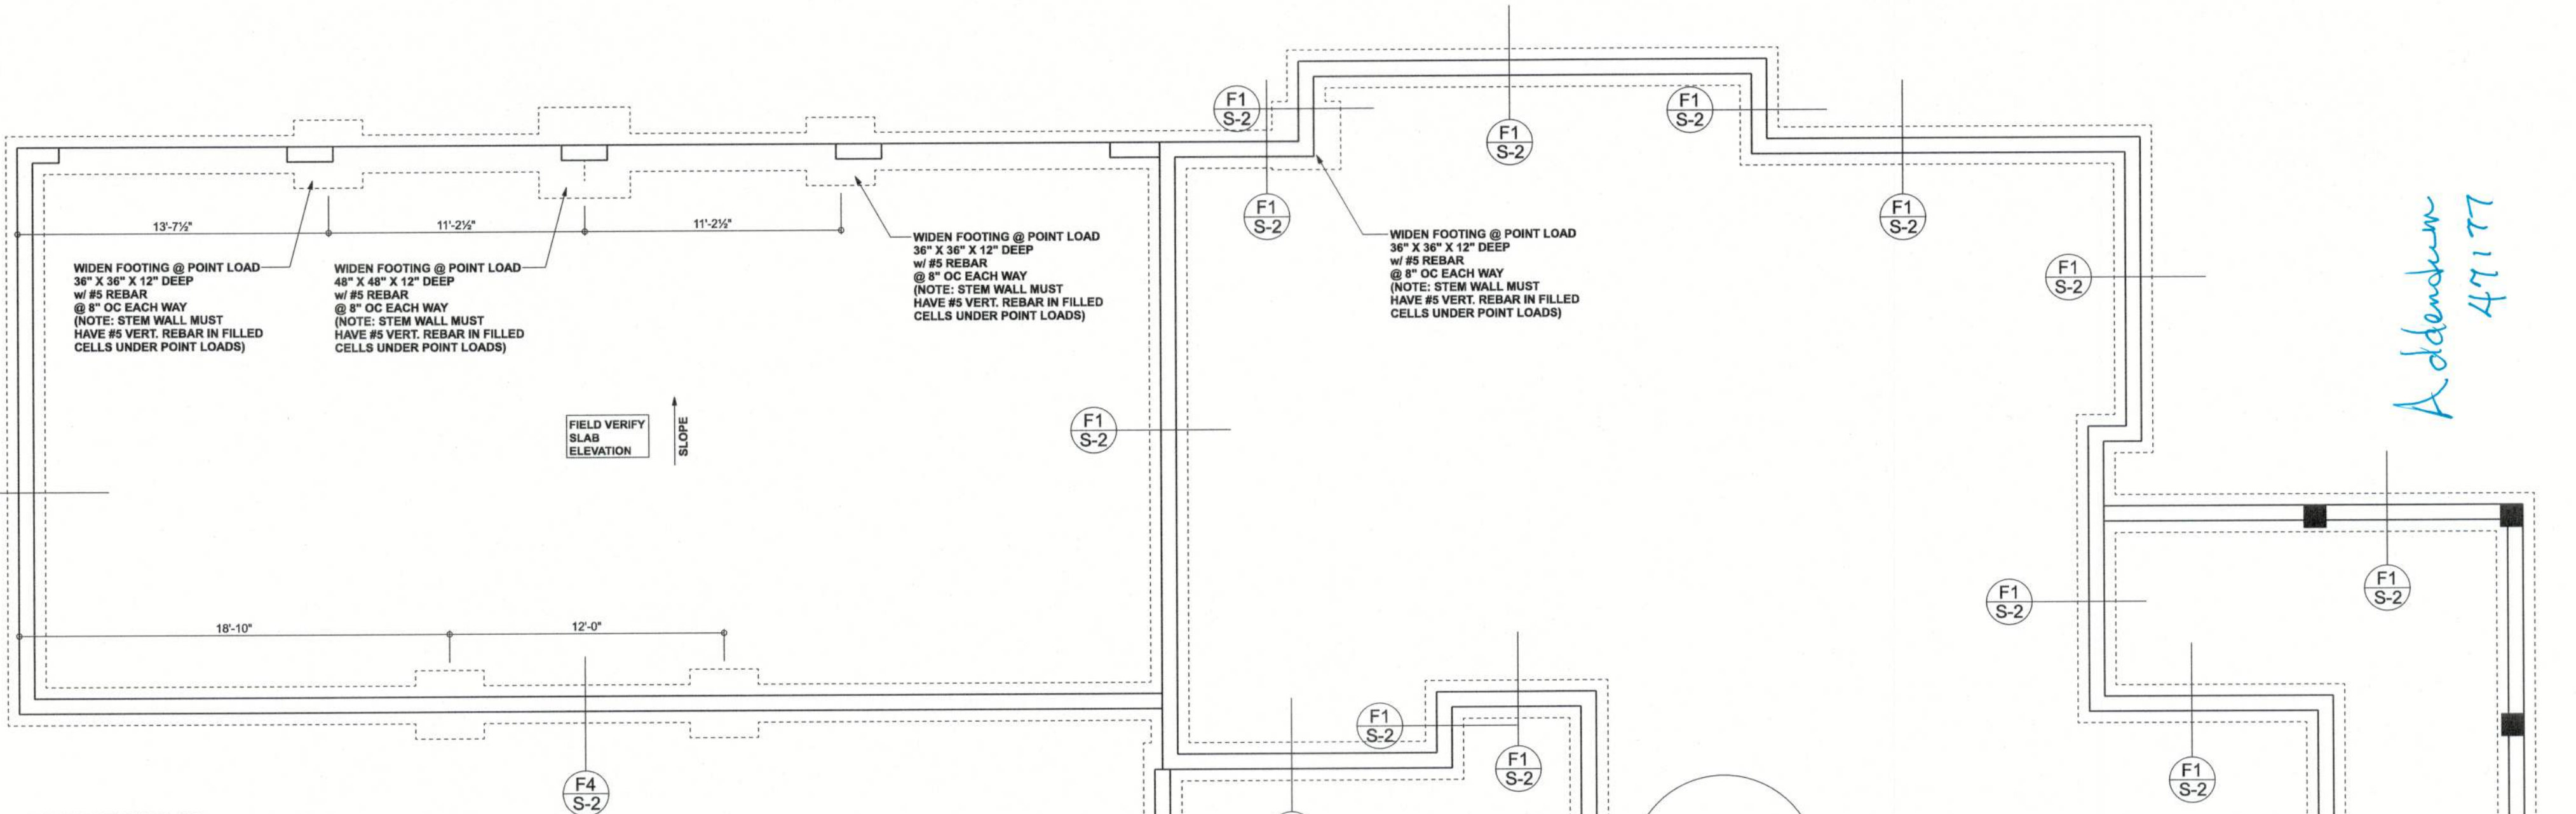 F1
S-2
F1
S-2
F1
S-2
F1
S-2
F1
S-2
13'-7½"
11'-2½"
11'-2½"
WIDEN FOOTING @ POINT LOAD
36" X 36" X 12" DEEP
w/ #5 REBAR
@ 8" OC EACH WAY
(NOTE: STEM WALL MUST
HAVE #5 VERT. REBAR IN FILLED
CELLS UNDER POINT LOADS)
WIDEN FOOTING @ POINT LOAD
48" X 48" X 12" DEEP
w/ #5 REBAR
@ 8" OC EACH WAY
(NOTE: STEM WALL MUST
HAVE #5 VERT. REBAR IN FILLED
CELLS UNDER POINT LOADS)
WIDEN FOOTING @ POINT LOAD
36" X 36" X 12" DEEP
w/ #5 REBAR
@ 8" OC EACH WAY
(NOTE: STEM WALL MUST
HAVE #5 VERT. REBAR IN FILLED
CELLS UNDER POINT LOADS)
WIDEN FOOTING @ POINT LOAD
36" X 36" X 12" DEEP
w/ #5 REBAR
@ 8" OC EACH WAY
(NOTE: STEM WALL MUST
HAVE #5 VERT. REBAR IN FILLED
CELLS UNDER POINT LOADS)
F1
S-2
Addendum
FIELD VERIFY
SLAB
ELEVATION
SLOPE
F1
S-2
F1
S-2
F1
S-2
18'-10"
12'-0"
F1
S-2
F1
S-2
F1
S-2
F4
S-2